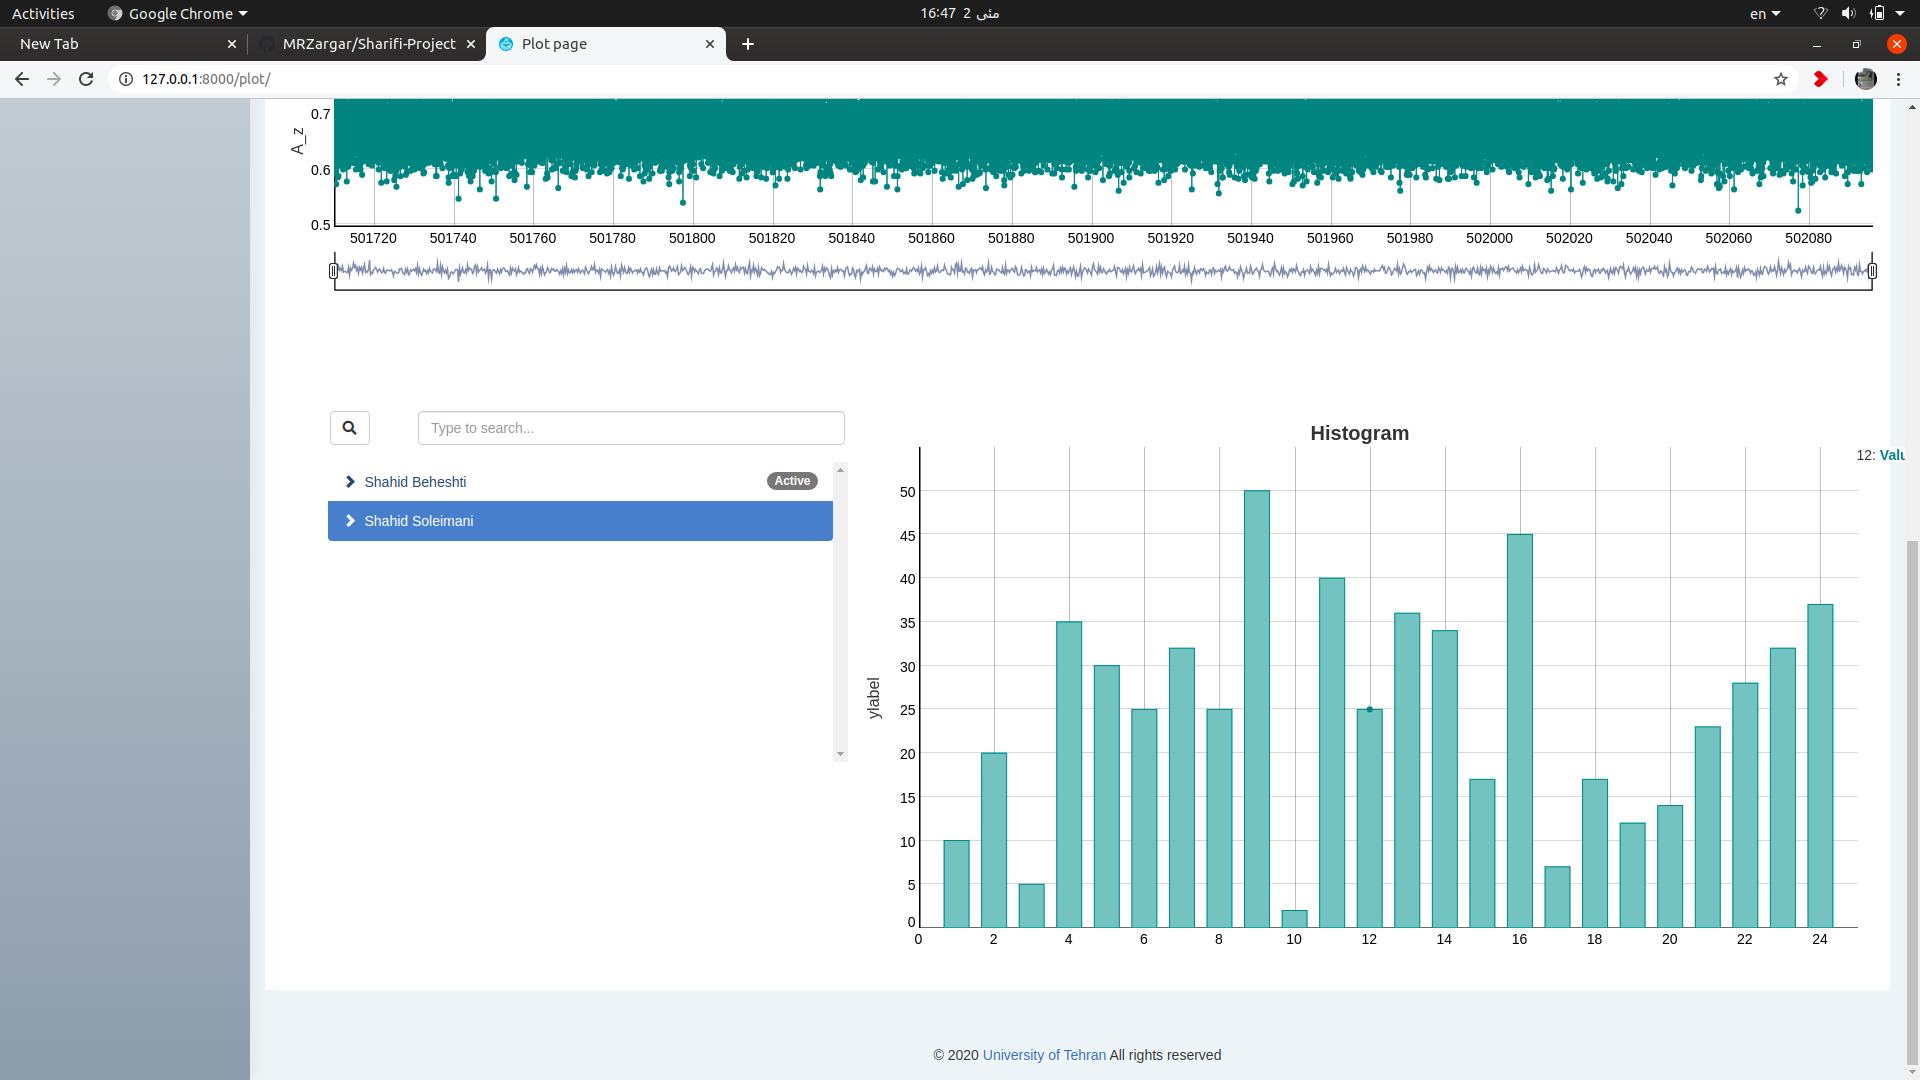 Activities
Google Chrome
مئی 2 16:47
en
New Tab
MRZargar/Sharifi-Project
Plot page
127.0.0.1:8000/plot/
0.7
0.6
0.5
A_z
501720 501740 501760 501780 501800 501820 501840 501860 501880 501900 501920 501940 501960 501980 502000 502020 502040 502060 502080
Type to search...
Shahid Beheshti
Active
Shahid Soleimani
Histogram
12: Valu
50
45
40
35
30
25
20
15
10
5
0
ylabel
0 2 4 6 8 10 12 14 16 18 20 22 24
© 2020 University of Tehran All rights reserved